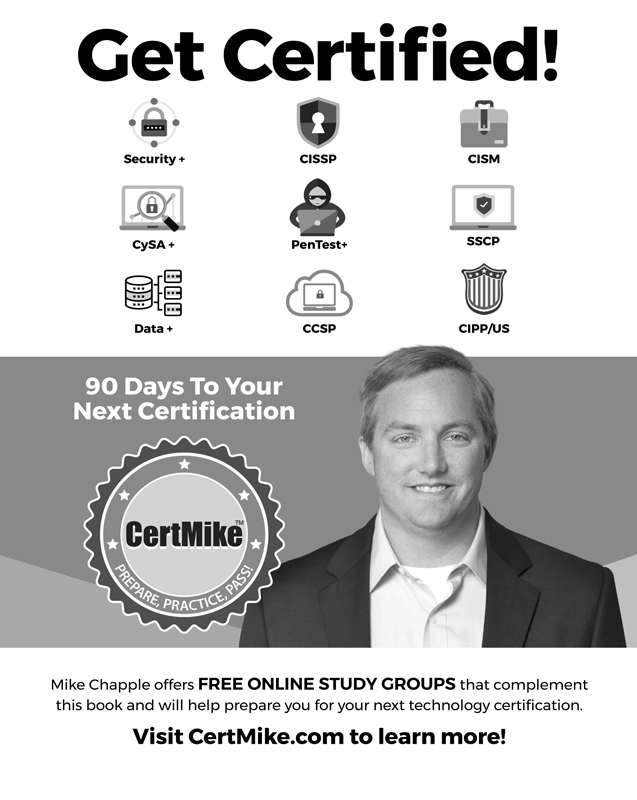 Get Certified!
Security +
CISSP
CISM
CySA +
PenTest+
SSCP
Data +
CCSP
CIPP/US
90 Days To Your
Next Certification
CertMike™
PREPARE, PRACTICE, PASS!
Mike Chapple offers FREE ONLINE STUDY GROUPS that complement
this book and will help prepare you for your next technology certification.
Visit CertMike.com to learn more!